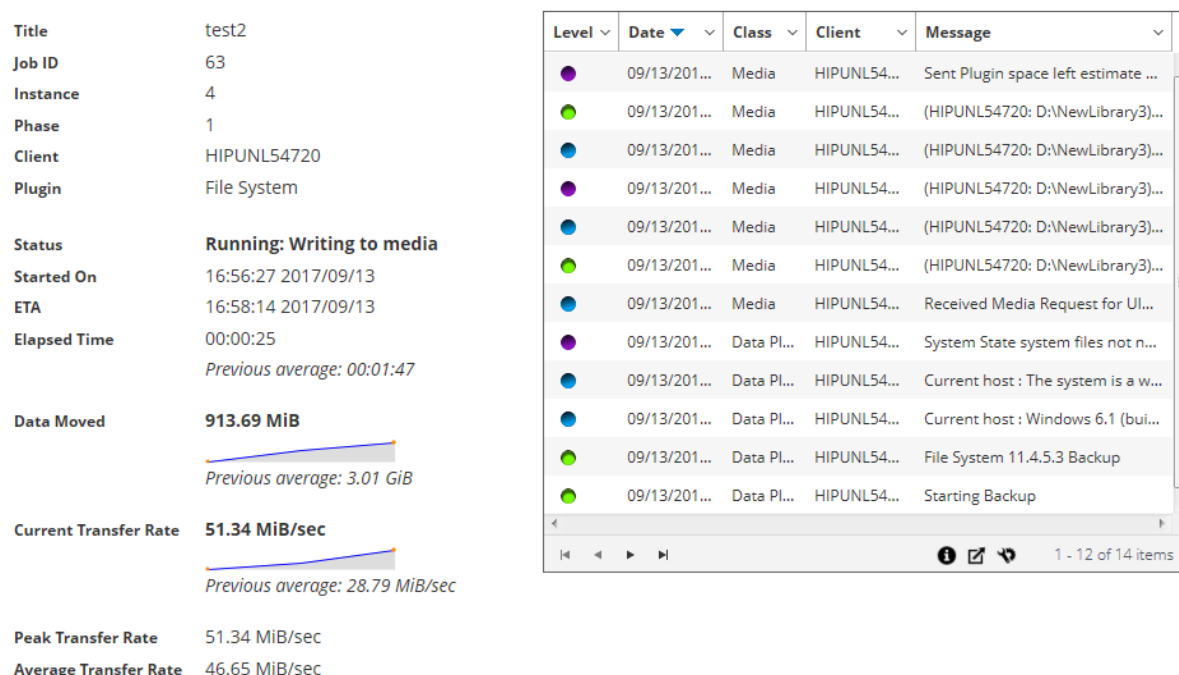 Title test2
Job ID 63
Instance 4
Phase 1
Client HIPUNL54720
Plugin File System
Status Running: Writing to media
Started On 16:56:27 2017/09/13
ETA 16:58:14 2017/09/13
Elapsed Time 00:00:25
Previous average: 00:01:47
Data Moved 913.69 MiB
Previous average: 3.01 GiB
Current Transfer Rate 51.34 MiB/sec
Previous average: 28.79 MiB/sec
Peak Transfer Rate 51.34 MiB/sec
Average Transfer Rate 46.65 MiB/sec
Level Date Class Client Message
09/13/201... Media HIPUNL54... Sent Plugin space left estimate ...
09/13/201... Media HIPUNL54... (HIPUNL54720: D:\NewLibrary3)...
09/13/201... Media HIPUNL54... (HIPUNL54720: D:\NewLibrary3)...
09/13/201... Media HIPUNL54... (HIPUNL54720: D:\NewLibrary3)...
09/13/201... Media HIPUNL54... (HIPUNL54720: D:\NewLibrary3)...
09/13/201... Media HIPUNL54... (HIPUNL54720: D:\NewLibrary3)...
09/13/201... Media HIPUNL54... Received Media Request for UI...
09/13/201... Data Pl... HIPUNL54... System State system files not n...
09/13/201... Data Pl... HIPUNL54... Current host : The system is a w...
09/13/201... Data Pl... HIPUNL54... Current host : Windows 6.1 (bui...
09/13/201... Data Pl... HIPUNL54... File System 11.4.5.3 Backup
09/13/201... Data Pl... HIPUNL54... Starting Backup
1 - 12 of 14 items